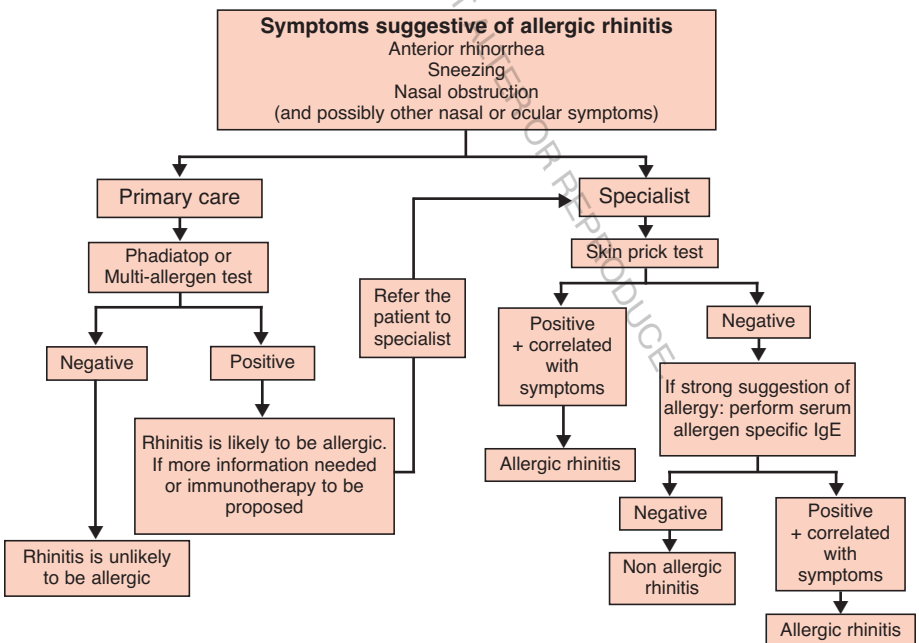 Symptoms suggestive of allergic rhinitis
Anterior rhinorrhea
Sneezing
Nasal obstruction
(and possibly other nasal or ocular symptoms)
Primary care
Phadiatop or
Multi-allergen test
Negative
Positive
Rhinitis is unlikely
to be allergic
Rhinitis is likely to be allergic.
If more information needed
or immunotherapy to be
proposed
Refer the
patient to
specialist
Specialist
Skin prick test
Positive
+ correlated
with
symptoms
Allergic rhinitis
Negative
If strong suggestion of
allergy: perform serum
allergen specific IgE
Negative
Non allergic
rhinitis
Positive
+ correlated
with
symptoms
Allergic rhinitis
ALTER OR REPRODUCE.